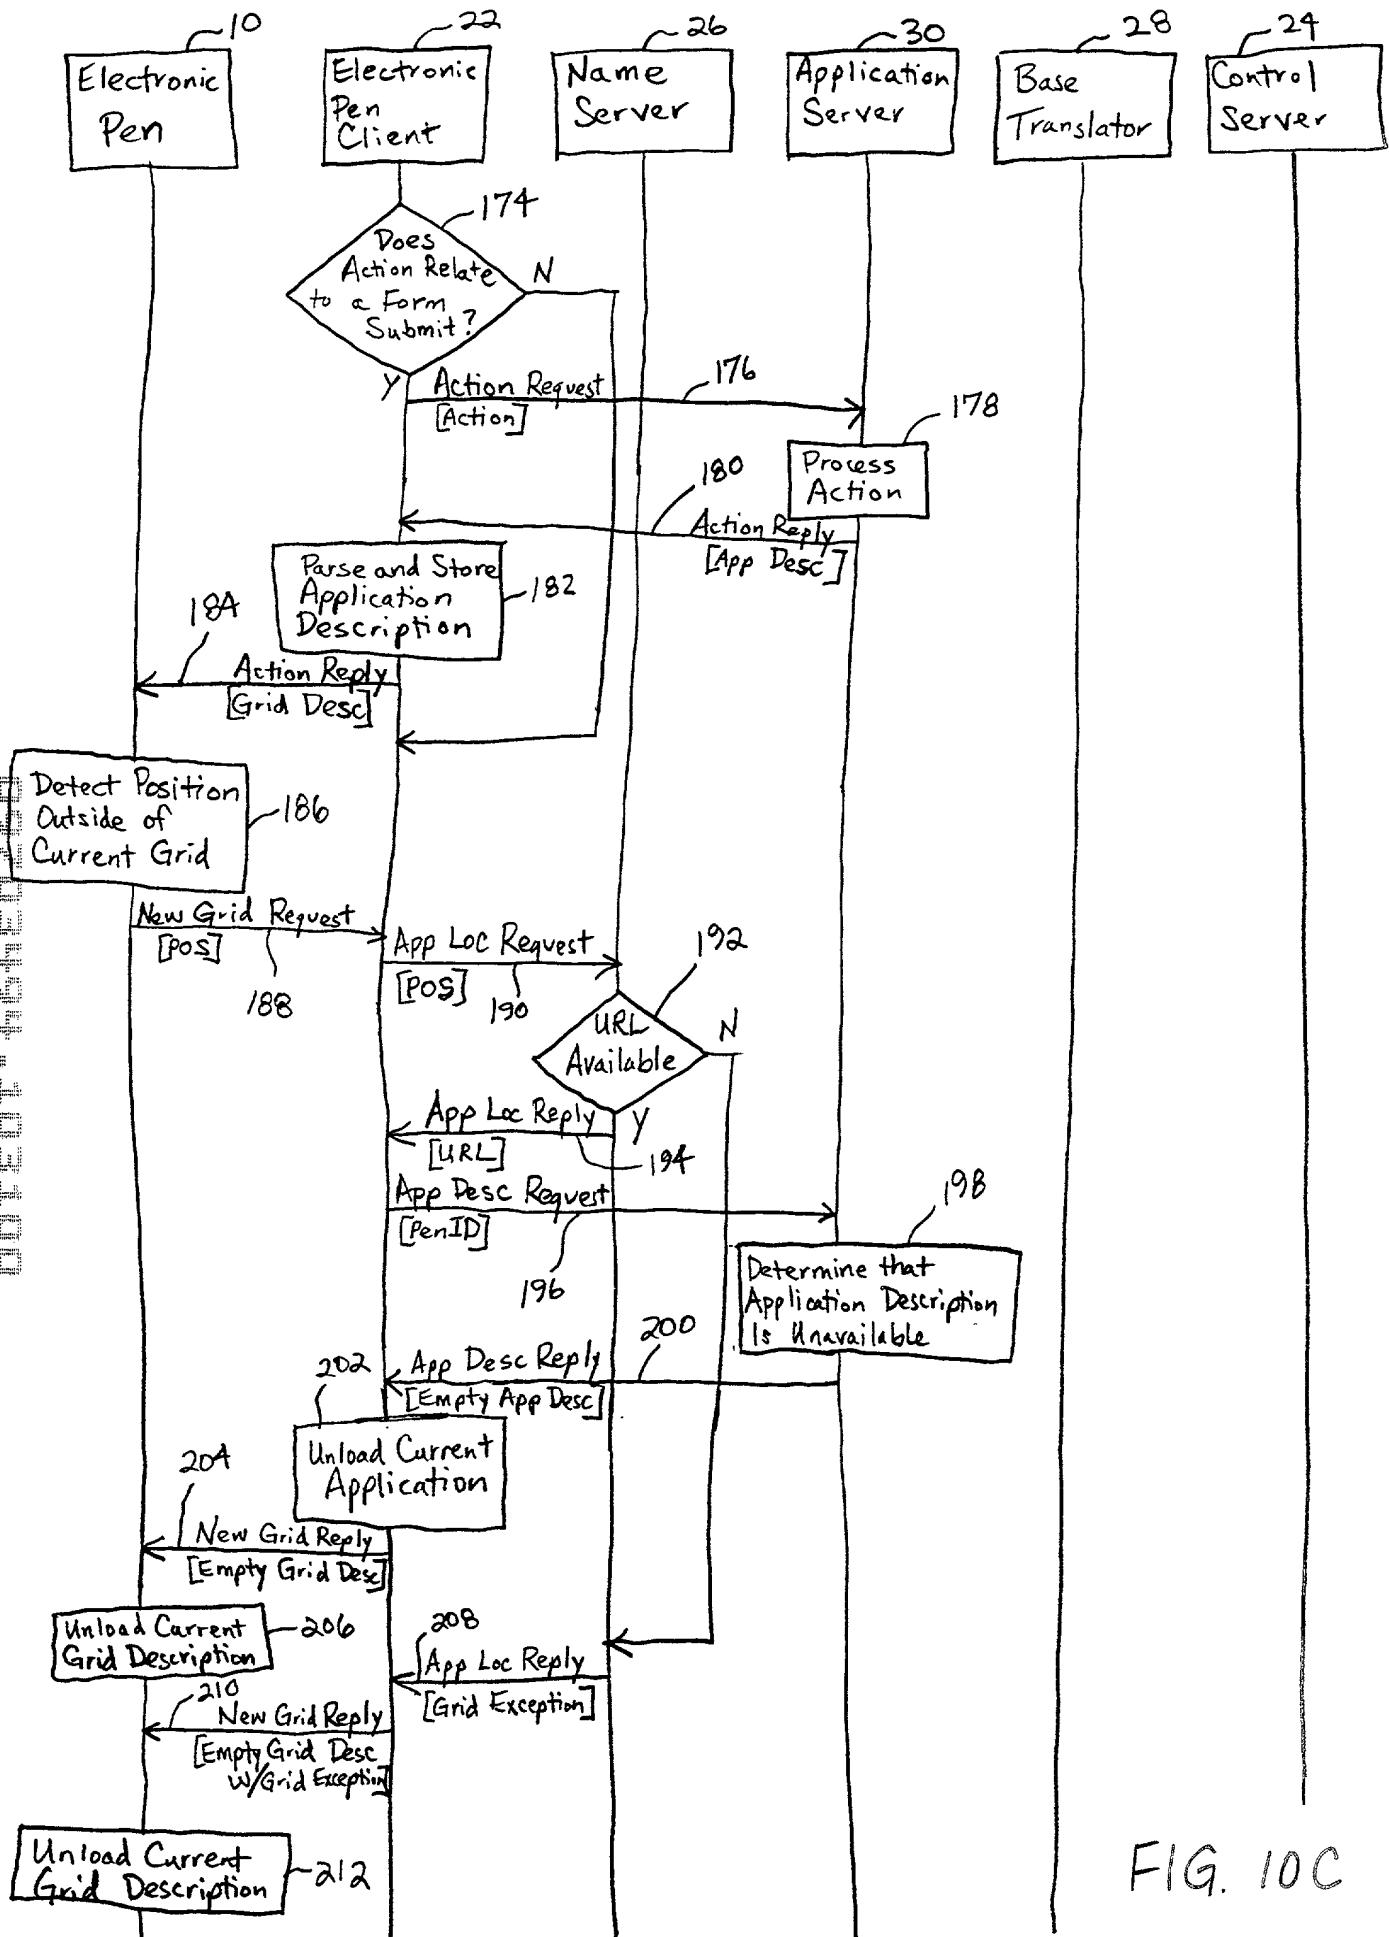 10
22
26
30
28
24
Electronic
Pen
Electronic
Pen
Client
Name
Server
Application
Server
Base
Translator
Control
Server
174
Does
Action Relate
to a Form
Submit?
N
Y
Action Request
[Action]
176
178
Process
Action
180
Action Reply
[App Desc]
Parse and Store
Application
Description
182
184
Action Reply
[Grid Desc]
Detect Position
Outside of
Current Grid
186
New Grid Request
[POS]
188
App Loc Request
[POS]
190
192
URL
Available
N
Y
App Loc Reply
[URL]
194
App Desc Request
[PenID]
196
198
Determine that
Application Description
Is Unavailable
200
App Desc Reply
[Empty App Desc]
202
Unload Current
Application
204
New Grid Reply
[Empty Grid Desc]
Unload Current
Grid Description
206
208
App Loc Reply
[Grid Exception]
210
New Grid Reply
[Empty Grid Desc
w/Grid Exception]
Unload Current
Grid Description
212
FIG. 10C